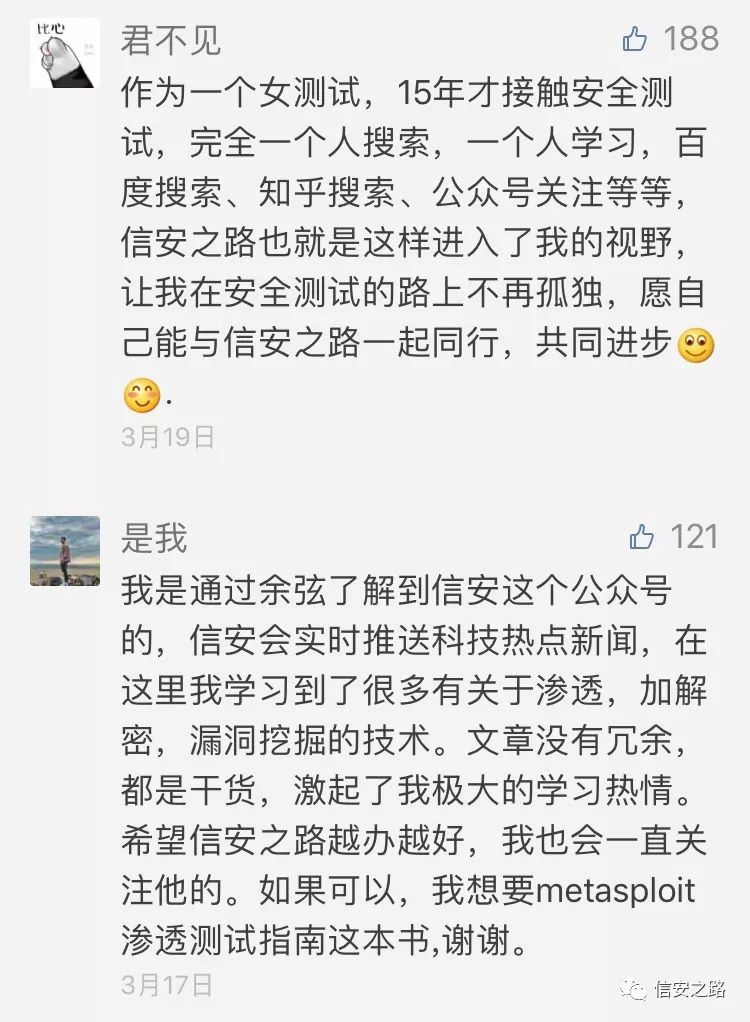 比心
君不见
188
作为一个女测试，15年才接触安全测
试，完全一个人搜索，一个人学习，百
度搜索、知乎搜索、公众号关注等等，
信安之路也就是这样进入了我的视野，
让我在安全测试的路上不再孤独，愿自
己能与信安之路一起同行，共同进步
.
3月19日
是我
121
我是通过余弦了解到信安这个公众号
的，信安会实时推送科技热点新闻，在
这里我学习到了很多有关于渗透，加解
密，漏洞挖掘的技术。文章没有冗余，
都是干货，激起了我极大的学习热情。
希望信安之路越办越好，我也会一直关
注他的。如果可以，我想要metasploit
渗透测试指南这本书,谢谢。
3月17日
信安之路